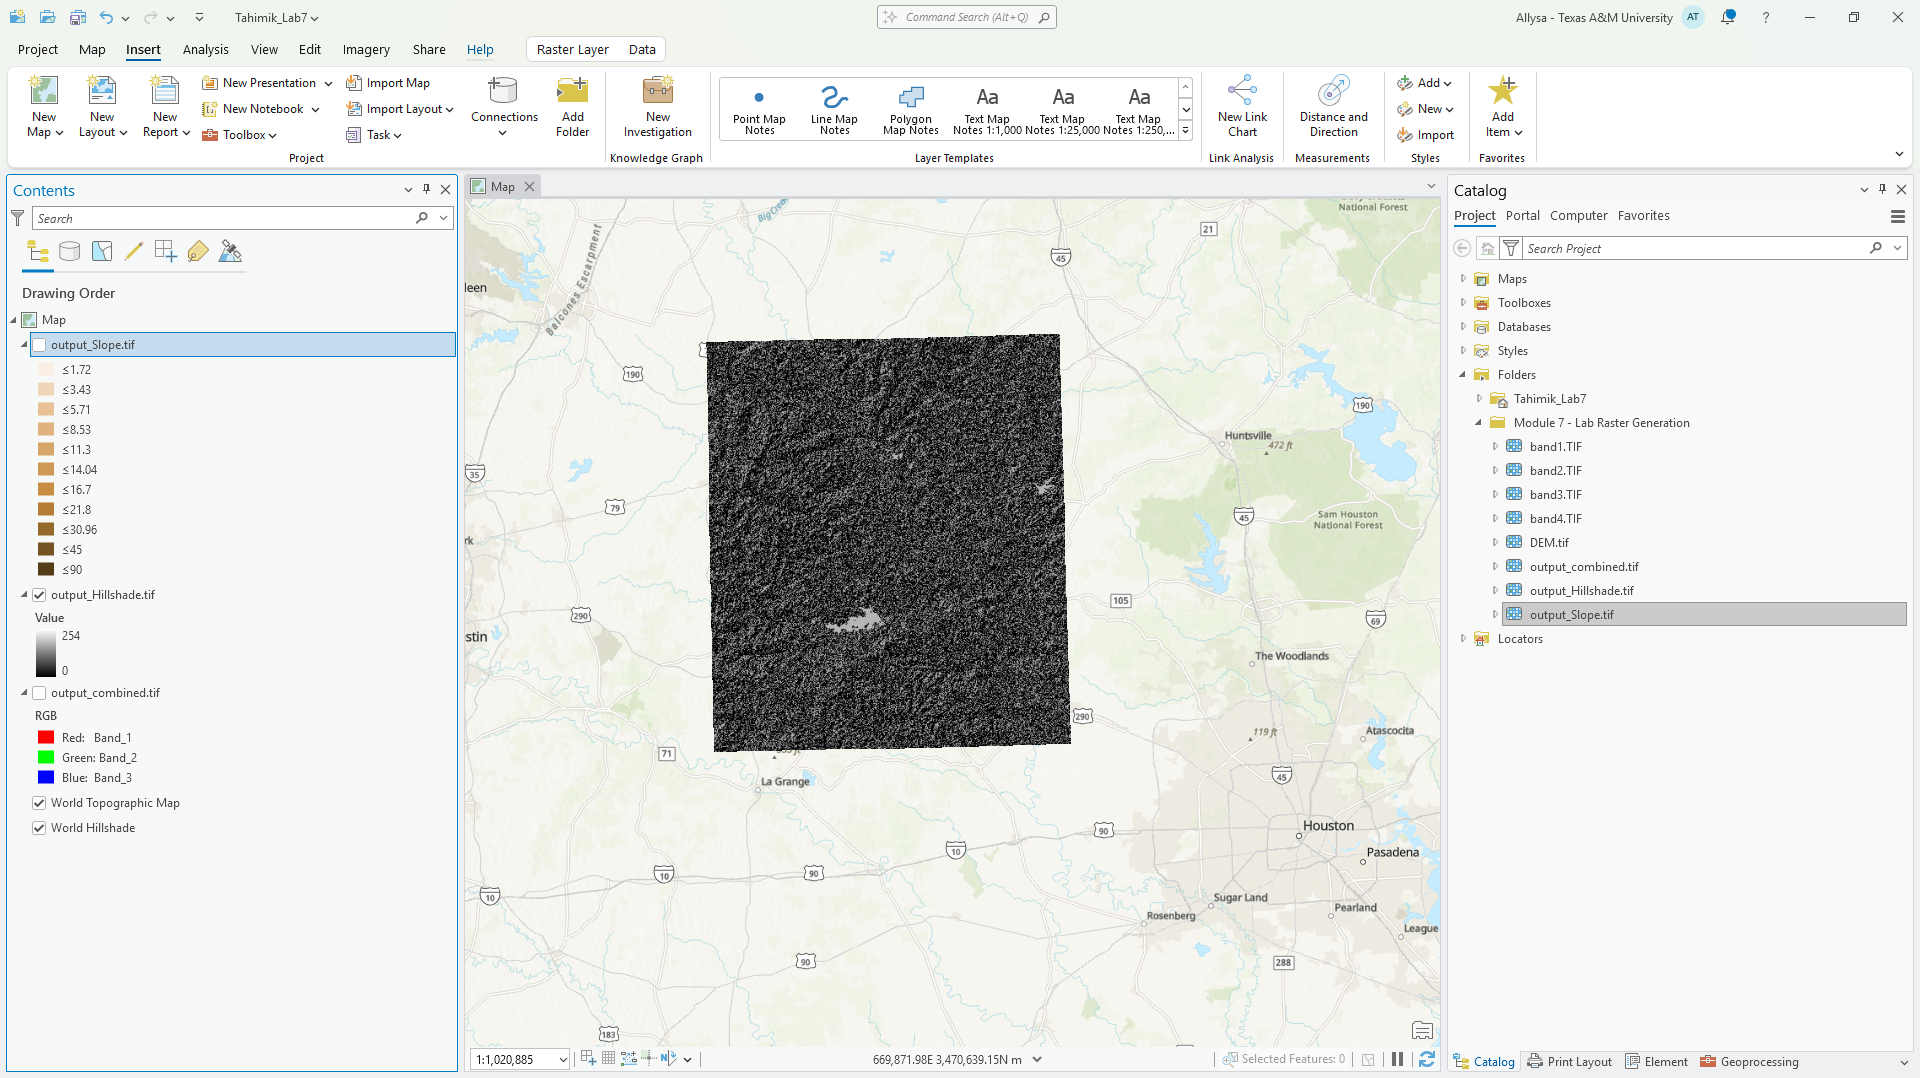 Tahimik_Lab7
Command Search (Alt+Q)
Allysa - Texas A&M University
AT
?
Project
Map
Insert
Analysis
View
Edit
Imagery
Share
Help
Raster Layer
Data
New Map
New Layout
New Report
New Presentation
New Notebook
Toolbox
Import Map
Import Layout
Task
Connections
Add Folder
Project
New Investigation
Knowledge Graph
Point Map Notes
Line Map Notes
Polygon Map Notes
Aa
Text Map Notes 1:1,000
Aa
Text Map Notes 1:25,000
Aa
Text Map Notes 1:250,...
Layer Templates
New Link Chart
Link Analysis
Distance and Direction
Measurements
Add
New
Import
Styles
Add Item
Favorites
Contents
Search
Drawing Order
Map
output_Slope.tif
≤1.72
≤3.43
≤5.71
≤8.53
≤11.3
≤14.04
≤16.7
≤21.8
≤30.96
≤45
≤90
output_Hillshade.tif
Value
254
0
output_combined.tif
RGB
Red: Band_1
Green: Band_2
Blue: Band_3
World Topographic Map
World Hillshade
Map
Big Creek
National Forest
21
45
Balcones Escarpment
leen
190
190
Huntsville
472 ft
35
79
45
Sam Houston
National Forest
rk
105
290
69
stin
The Woodlands
290
119 ft
Atascocita
71
La Grange
45
90
Houston
10
Pasadena
10
90
10
Sugar Land
Pearland
Rosenberg
League
90
288
183
1:1,020,885
669,871.98E 3,470,639.15N m
Selected Features: 0
Catalog
Project
Portal
Computer
Favorites
Search Project
Maps
Toolboxes
Databases
Styles
Folders
Tahimik_Lab7
Module 7 - Lab Raster Generation
band1.TIF
band2.TIF
band3.TIF
band4.TIF
DEM.tif
output_combined.tif
output_Hillshade.tif
output_Slope.tif
Locators
Catalog
Print Layout
Element
Geoprocessing